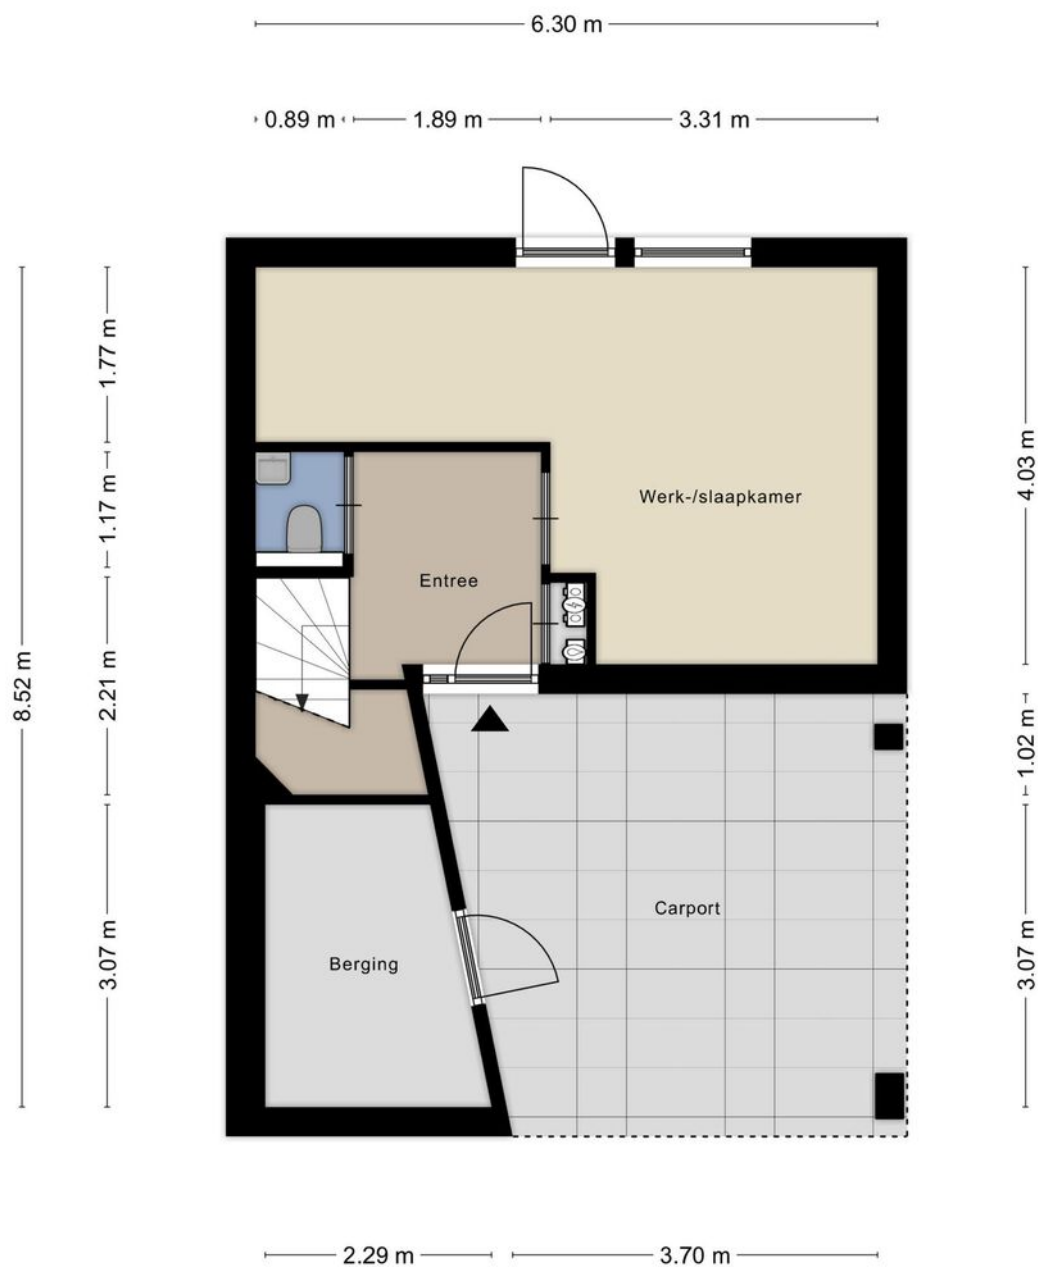 6.30 m
0.89 m 1.89 m 3.31 m
1.77 m
4.03 m
1.17 m
Werk-/slaapkamer
Entree
8.52 m
2.21 m
1.02 m
Carport
Berging
3.07 m
3.07 m
2.29 m 3.70 m